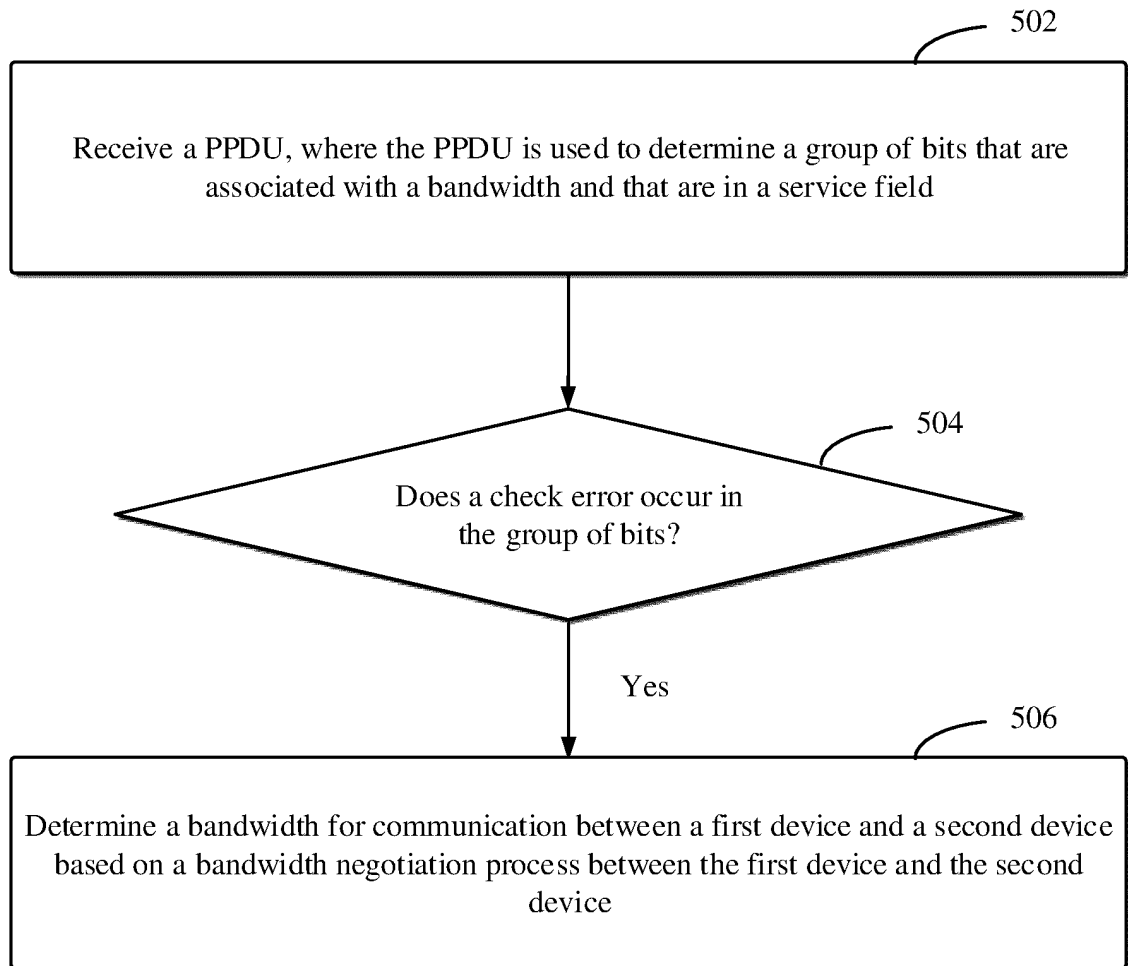 502
Receive a PPDU, where the PPDU is used to determine a group of bits that are
associated with a bandwidth and that are in a service field
504
Does a check error occur in
the group of bits?
Yes
506
Determine a bandwidth for communication between a first device and a second device
based on a bandwidth negotiation process between the first device and the second
device